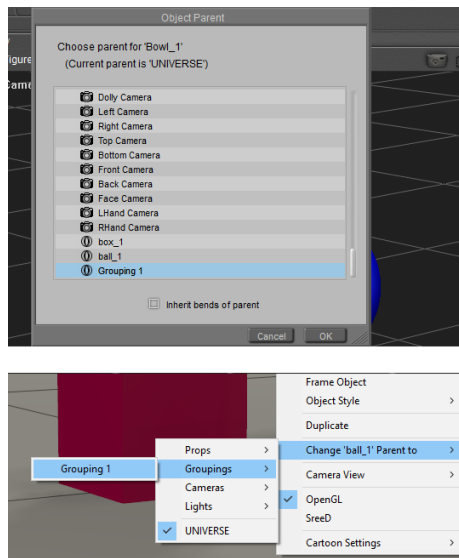 Object Parent
Choose parent for 'Bowl_1'
(Current parent is 'UNIVERSE')
igure
Came
Dolly Camera
Left Camera
Right Camera
Top Camera
Bottom Camera
Front Camera
Back Camera
Face Camera
LHand Camera
RHand Camera
box_1
ball_1
Grouping 1
Inherit bends of parent
Cancel OK
Frame Object
Object Style
Duplicate
Props Change 'ball_1' Parent to
Grouping 1 Groupings Camera View
Cameras
Lights OpenGL
SreeD
UNIVERSE
Cartoon Settings